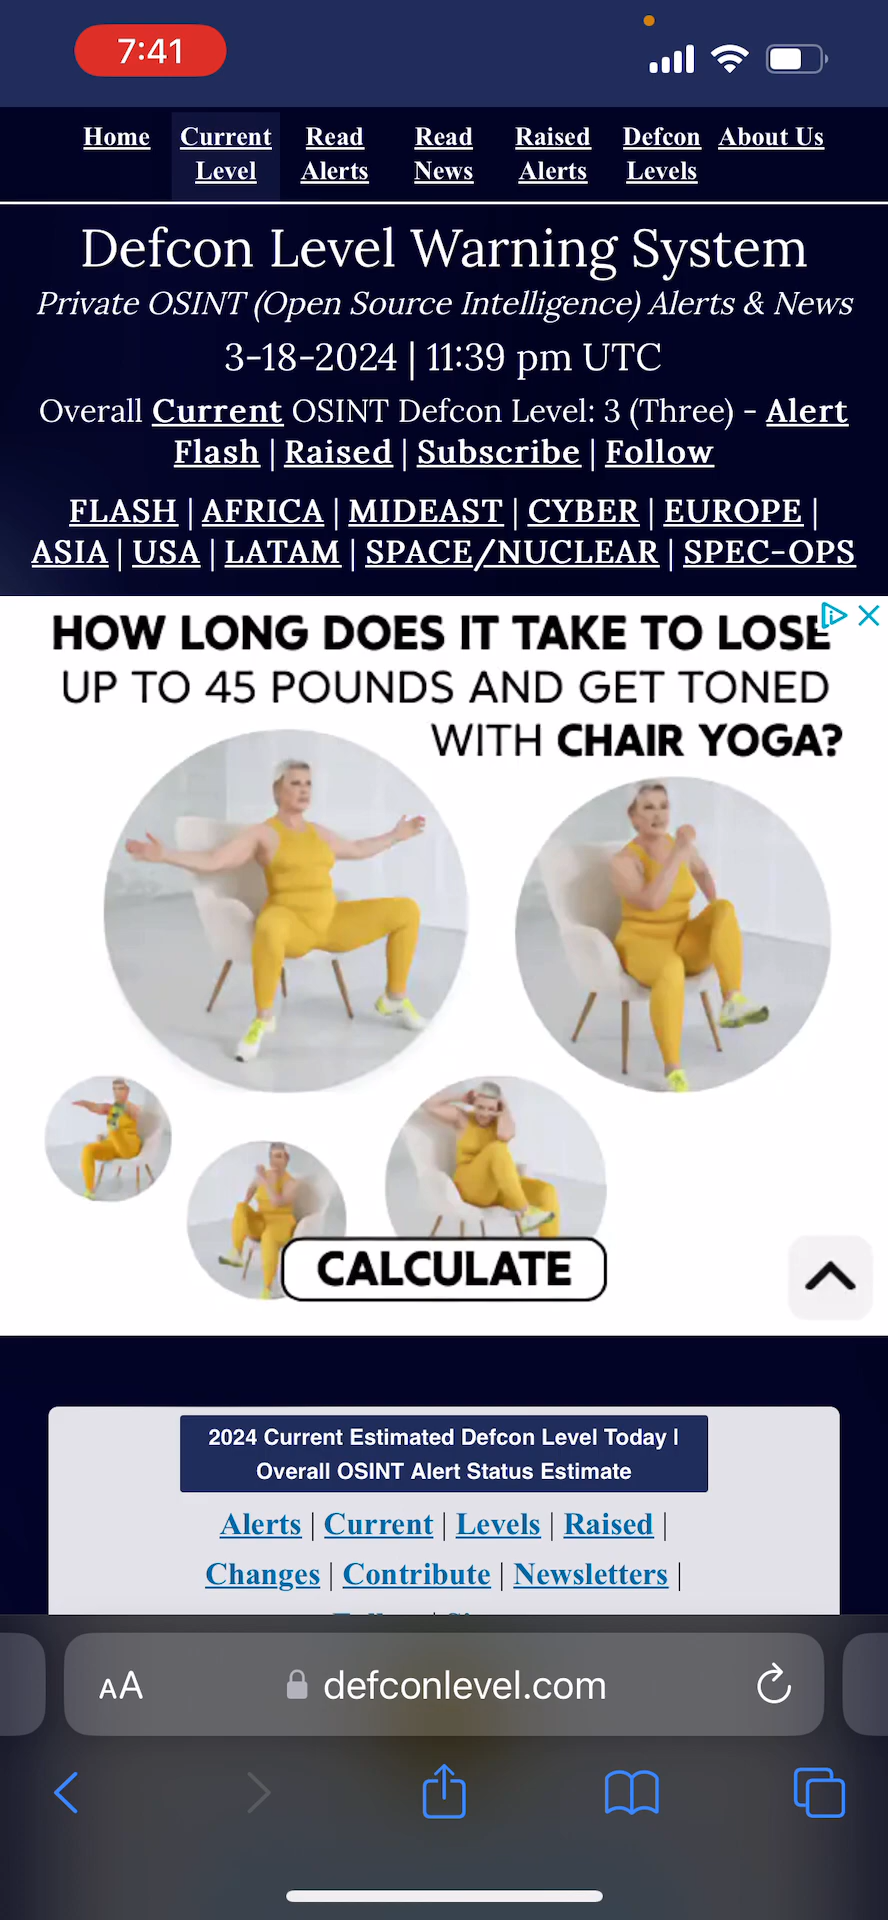 7:41
Home Current Level Read Alerts Read News Raised Alerts Defcon Levels About Us
Defcon Level Warning System
Private OSINT (Open Source Intelligence) Alerts & News
3-18-2024 | 11:39 pm UTC
Overall Current OSINT Defcon Level: 3 (Three) - Alert
Flash | Raised | Subscribe | Follow
FLASH | AFRICA | MIDEAST | CYBER | EUROPE |
ASIA | USA | LATAM | SPACE/NUCLEAR | SPEC-OPS
HOW LONG DOES IT TAKE TO LOSE
UP TO 45 POUNDS AND GET TONED
WITH CHAIR YOGA?
CALCULATE
2024 Current Estimated Defcon Level Today |
Overall OSINT Alert Status Estimate
Alerts | Current | Levels | Raised |
Changes | Contribute | Newsletters |
AA defconlevel.com